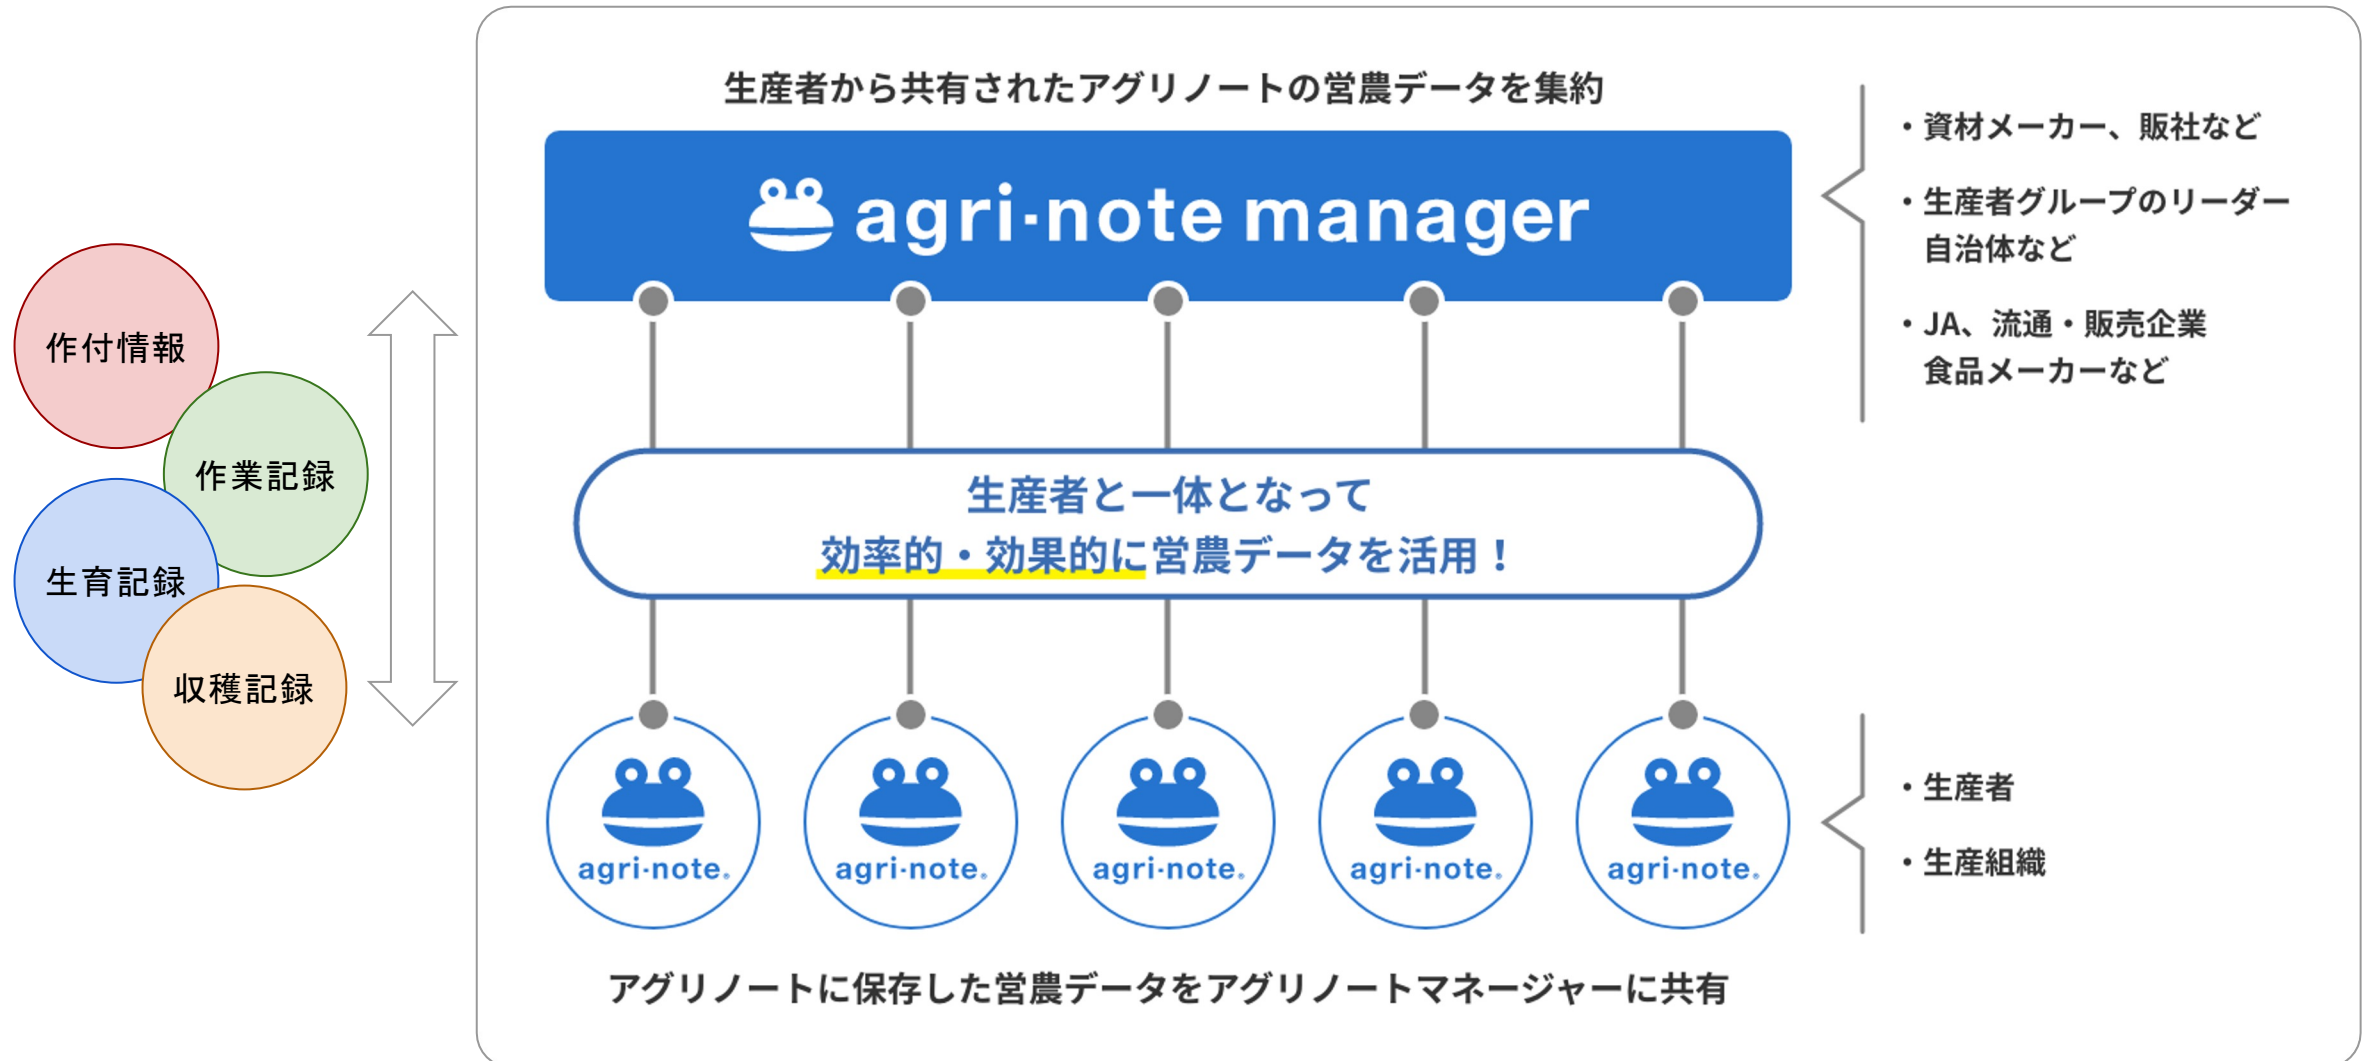 作付情報
作業記録
生育記録
収穫記録
生産者から共有されたアグリノートの営農データを集約
agri-note manager
・資材メーカー、販社など
・生産者グループのリーダー
自治体など
・JA、流通・販売企業
食品メーカーなど
生産者と一体となって
効率的・効果的に営農データを活用！
agri-note®
agri-note®
agri-note®
agri-note®
agri-note®
・生産者
・生産組織
アグリノートに保存した営農データをアグリノートマネージャーに共有